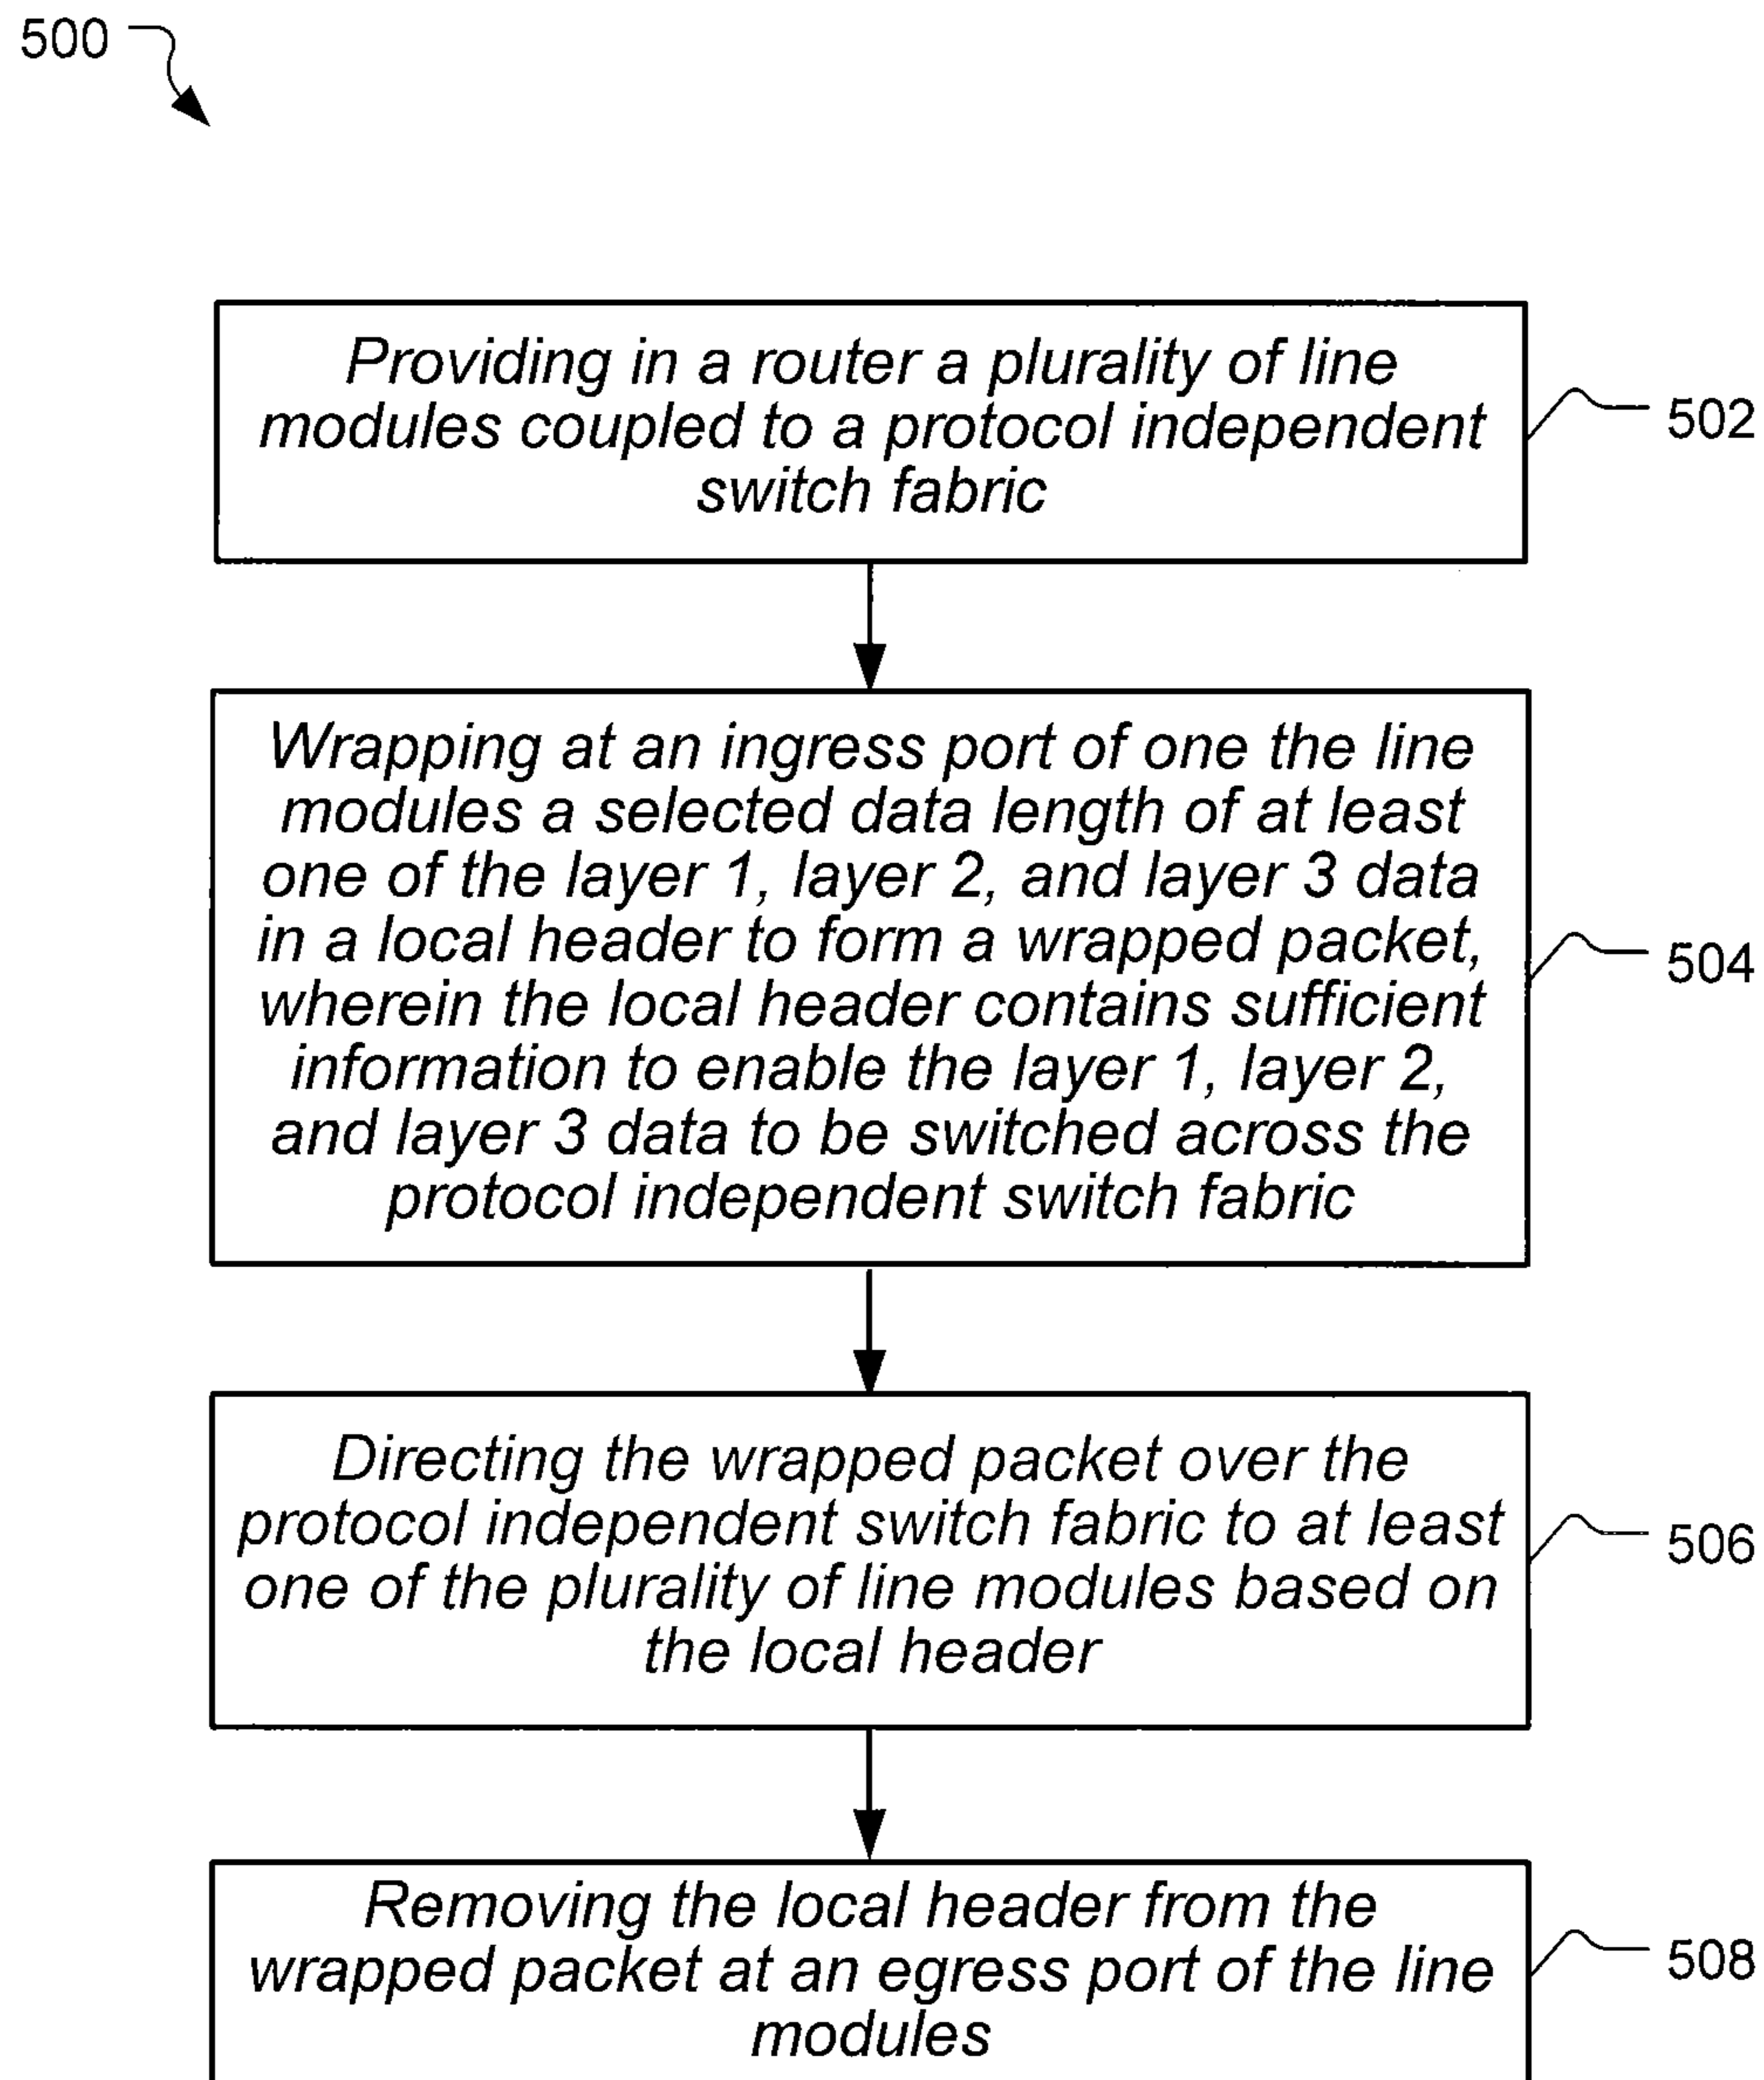 500
Providing in a router a plurality of line
modules coupled to a protocol independent
switch fabric
502
Wrapping at an ingress port of one the line
modules a selected data length of at least
one of the layer 1, layer 2, and layer 3 data
in a local header to form a wrapped packet,
wherein the local header contains sufficient
information to enable the layer 1, layer 2,
and layer 3 data to be switched across the
protocol independent switch fabric
504
Directing the wrapped packet over the
protocol independent switch fabric to at least
one of the plurality of line modules based on
the local header
506
Removing the local header from the
wrapped packet at an egress port of the line
modules
508